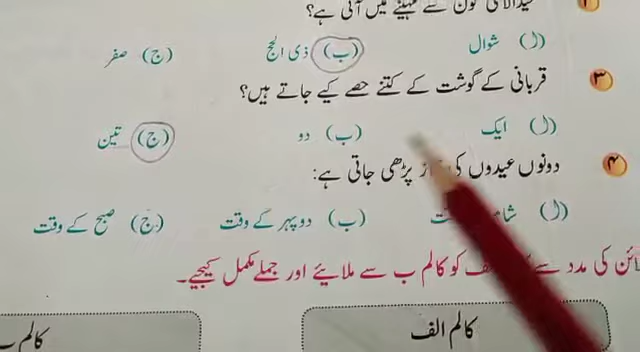 ۲ عیدالاضحیٰ کون سے مہینے میں آتی ہے؟
(ل) شوال (ب) ذی الحج (ج) صفر
۳ قربانی کے گوشت کے کتنے حصے کیے جاتے ہیں؟
(ل) ایک (ب) دو (ج) تین
۴ دونوں عیدوں کی پڑھی جاتی ہے:
(ل) (ب) دوپہر کے وقت (ج) صبح کے وقت
کی مدد سے کو کالم ب سے ملائیے اور جملے مکمل کیجیے۔
کالم الف کالم ب